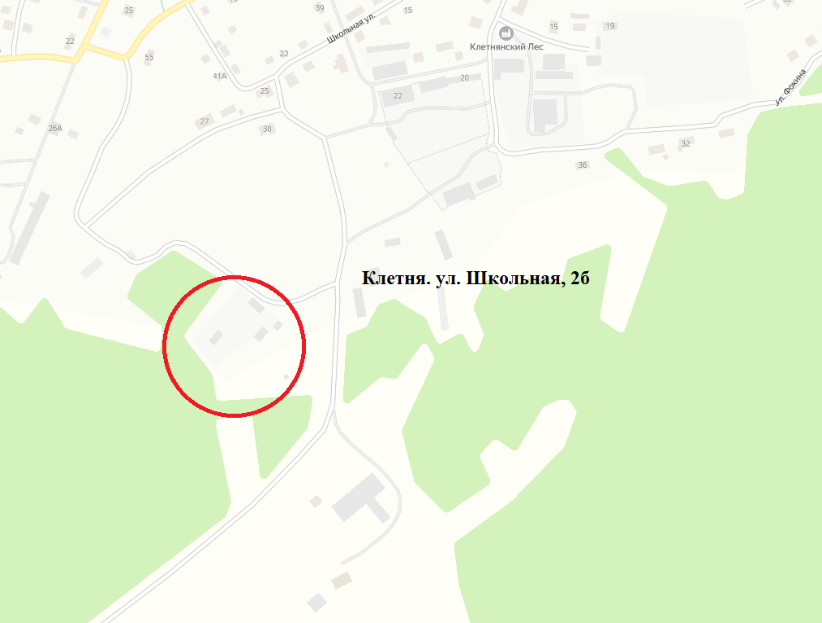 39
15
Школьная ул.
22
25
25
15
19
Клетнянский Лес
22
55
41А
20
25
22
ул. Фокина
27
30
26А
32
36
Клетня. ул. Школьная, 2б